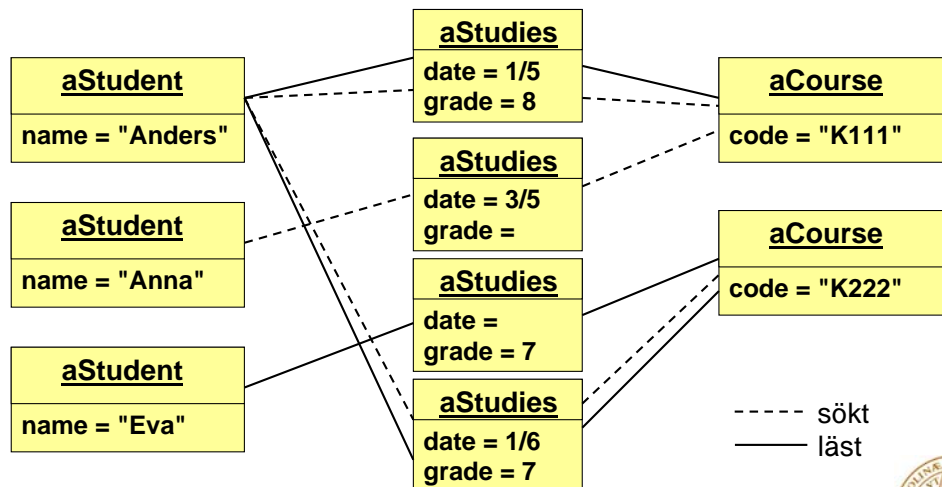 aStudent
name = "Anders"
aStudent
name = "Anna"
aStudent
name = "Eva"
aStudies
date = 1/5
grade = 8
aStudies
date = 3/5
grade =
aStudies
date =
grade = 7
aStudies
date = 1/6
grade = 7
aCourse
code = "K111"
aCourse
code = "K222"
sökt
läst